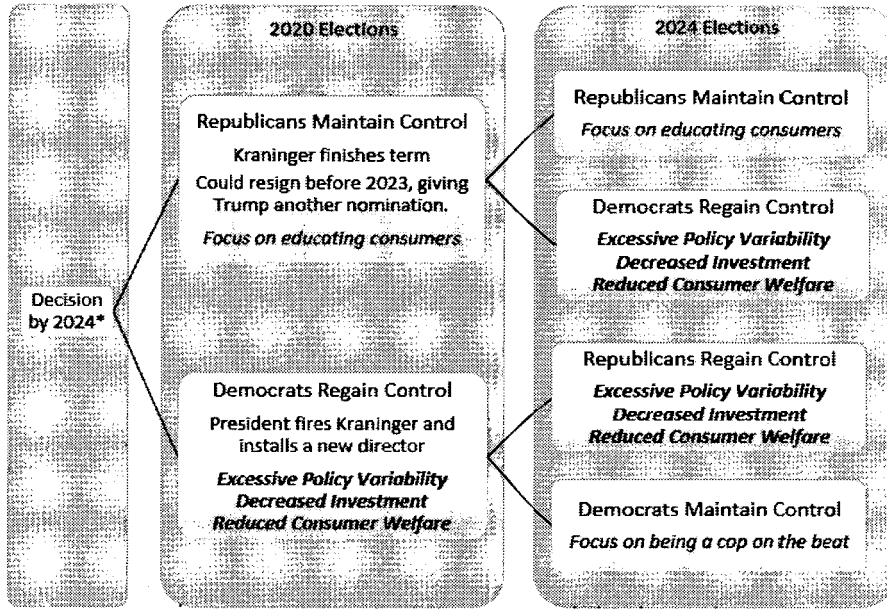 2020 Elections
2024 Elections
Decision
by 2024*
Republicans Maintain Control
Kraninger finishes term
Could resign before 2023, giving
Trump another nomination.
Focus on educating consumers
Democrats Regain Control
President fires Kraninger and
installs a new director
Excessive Policy Variability
Decreased Investment
Reduced Consumer Welfare
Republicans Maintain Control
Focus on educating consumers
Democrats Regain Control
Excessive Policy Variability
Decreased Investment
Reduced Consumer Welfare
Republicans Regain Control
Excessive Policy Variability
Decreased Investment
Reduced Consumer Welfare
Democrats Maintain Control
Focus on being a cop on the beat